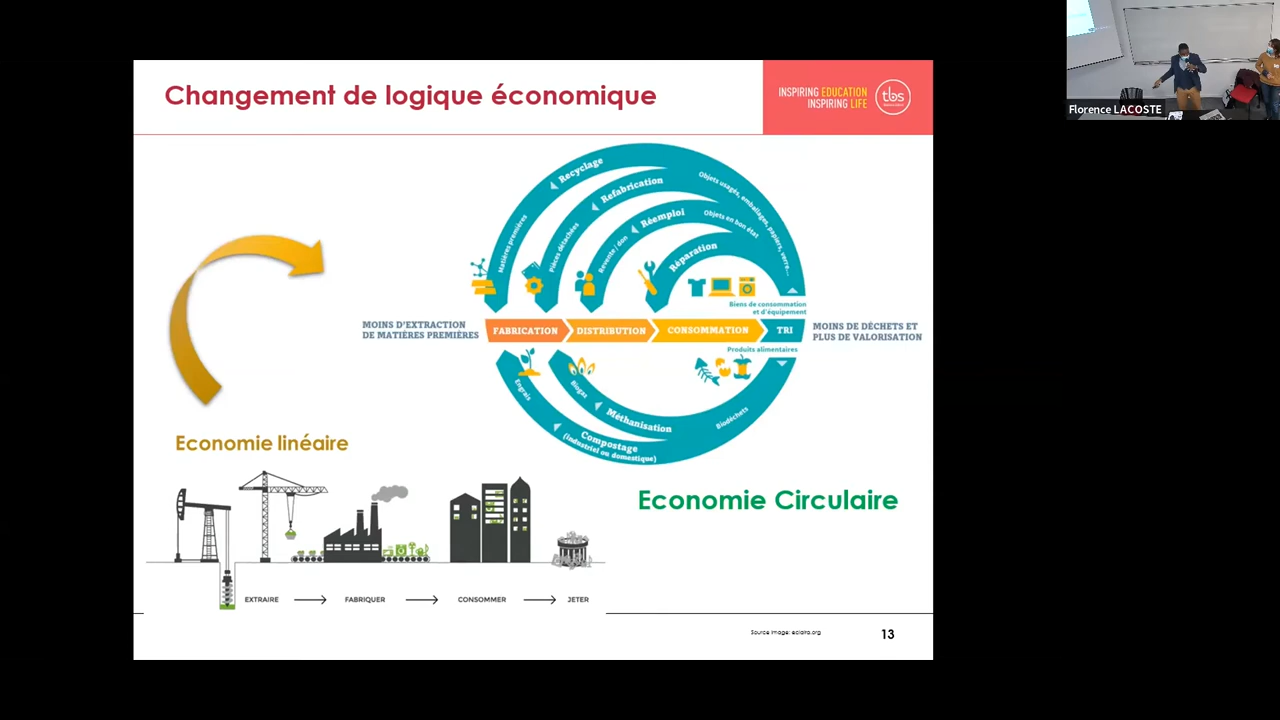 Changement de logique économique
INSPIRING EDUCATION
INSPIRING LIFE
tbs
Florence LACOSTE
Recyclage
Refabrication
Réemploi
Réparation
Objets usagés, emballages, papiers, verre...
Objets en bon état
Matières premières
Pièces détachées
Revente / don
Biens de consommation
et d'équipement
MOINS D'EXTRACTION
DE MATIÈRES PREMIÈRES
FABRICATION
DISTRIBUTION
CONSOMMATION
TRI
MOINS DE DÉCHETS ET
PLUS DE VALORISATION
Produits alimentaires
Engrais
Biogaz
Méthanisation
Biodéchets
Compostage
(industriel ou domestique)
Economie linéaire
Economie Circulaire
EXTRAIRE
FABRIQUER
CONSOMMER
JETER
Source image: eclaira.org
13